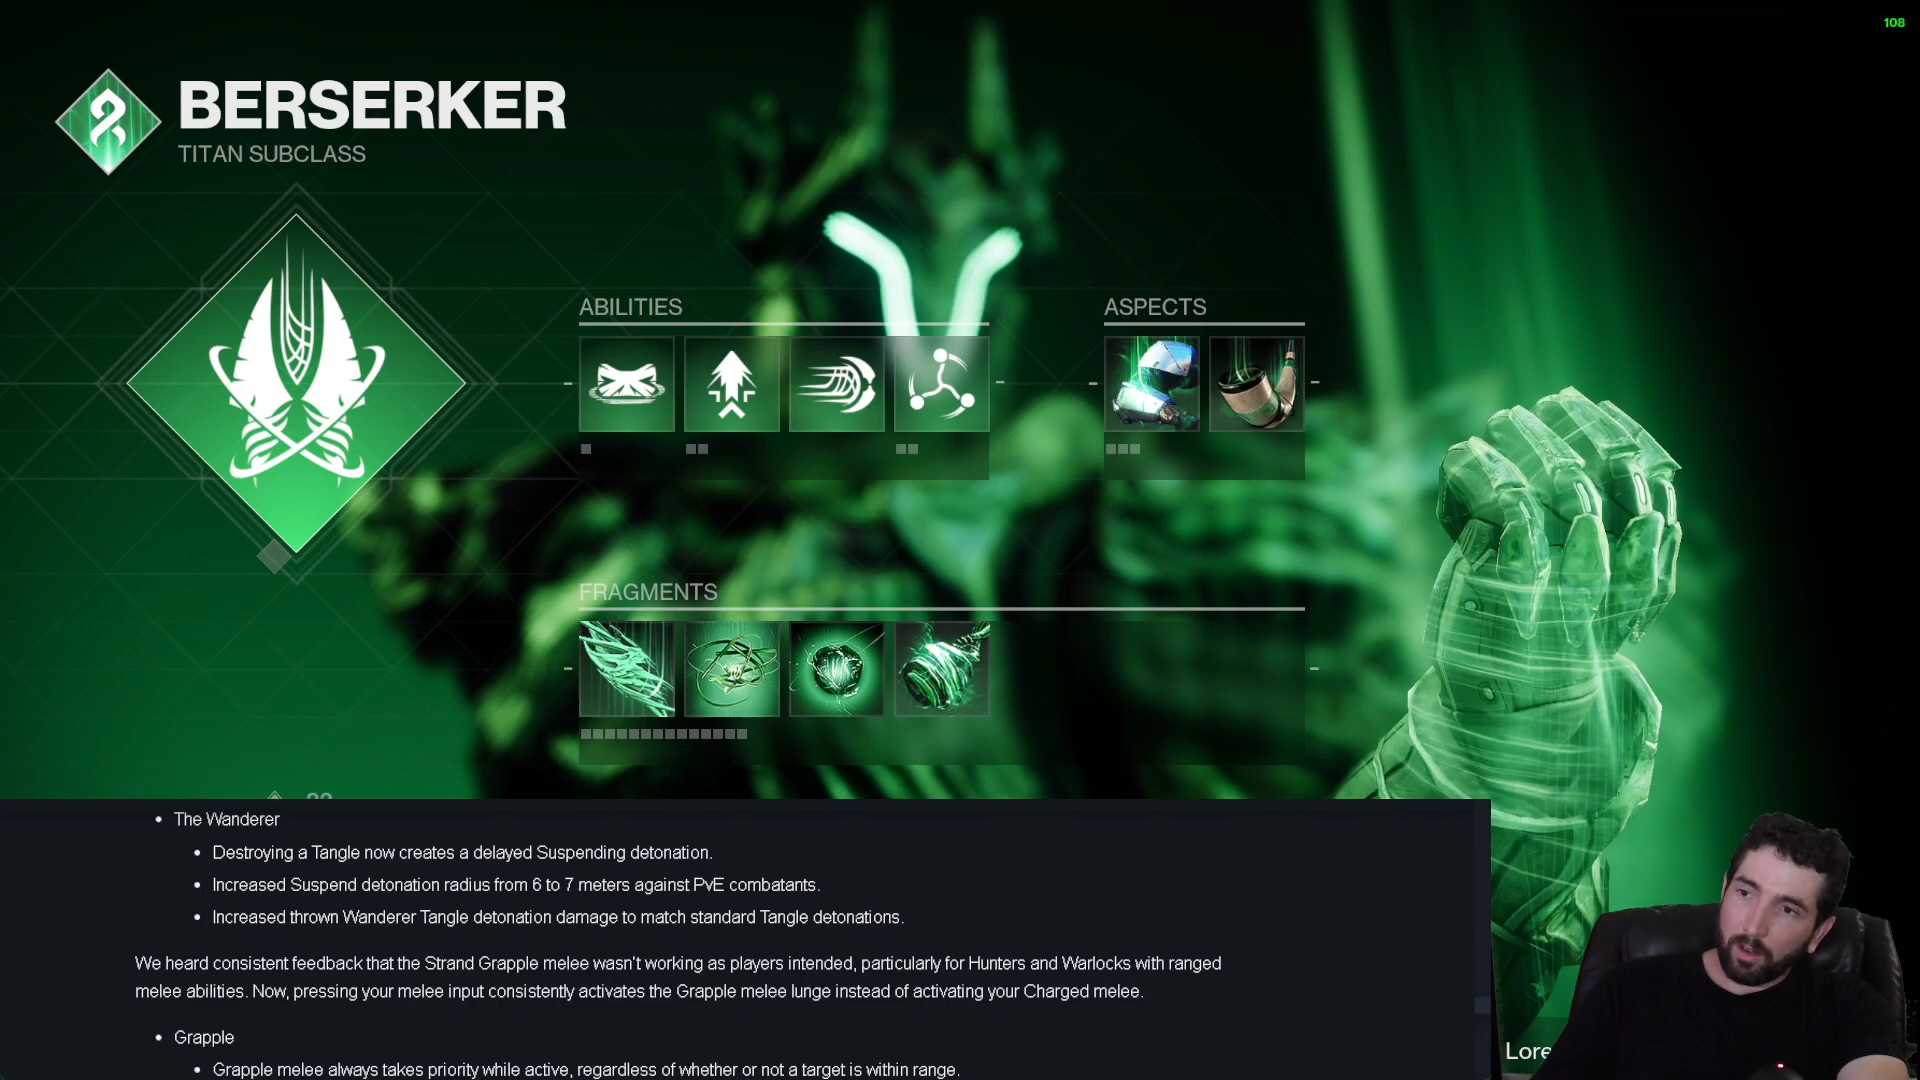 108
BERSERKER
TITAN SUBCLASS
ABILITIES
ASPECTS
FRAGMENTS
• The Wanderer
• Destroying a Tangle now creates a delayed Suspending detonation.
• Increased Suspend detonation radius from 6 to 7 meters against PvE combatants.
• Increased thrown Wanderer Tangle detonation damage to match standard Tangle detonations.
We heard consistent feedback that the Strand Grapple melee wasn't working as players intended, particularly for Hunters and Warlocks with ranged
melee abilities. Now, pressing your melee input consistently activates the Grapple melee lunge instead of activating your Charged melee.
• Grapple
• Grapple melee always takes priority while active, regardless of whether or not a target is within range.
Lore